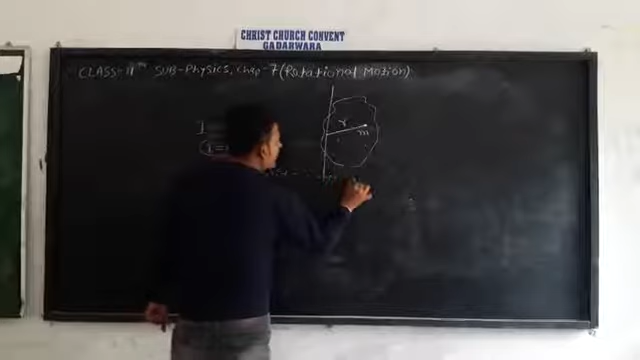 CHRIST CHURCH CONVENT
GADARWARA
CLASS-11th SUB-Physics, Chap-7 (Rotational Motion)
I
r
m